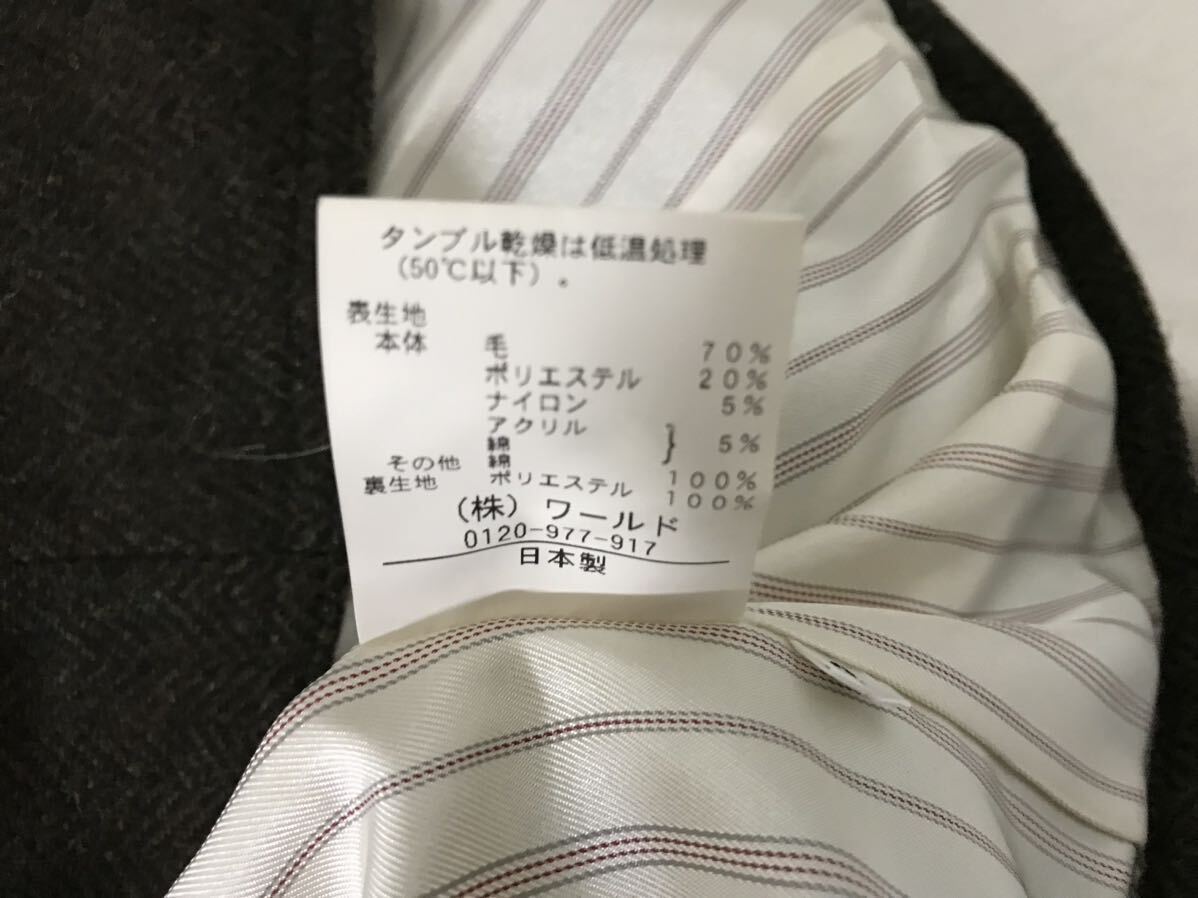 タンブル乾燥は低温処理
（50℃以下）。
表生地
本体 毛 70%
ポリエステル 20%
ナイロン 5%
アクリル
綿 } 5%
その他 綿 100%
裏生地 ポリエステル 100%
（株）ワールド
0120-977-917
日本製